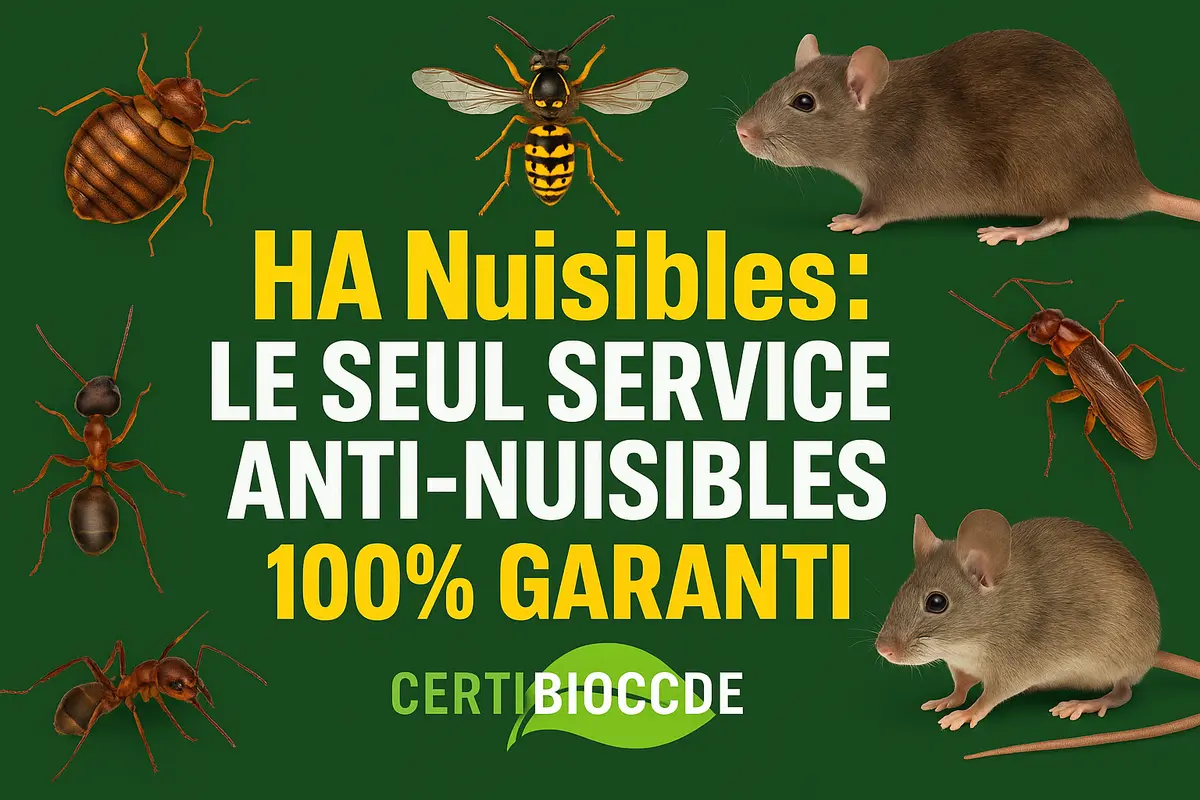 HA Nuisibles:
LE SEUL SERVICE
ANTI-NUISIBLES
100% GARANTI
CERTIBIOCCDE